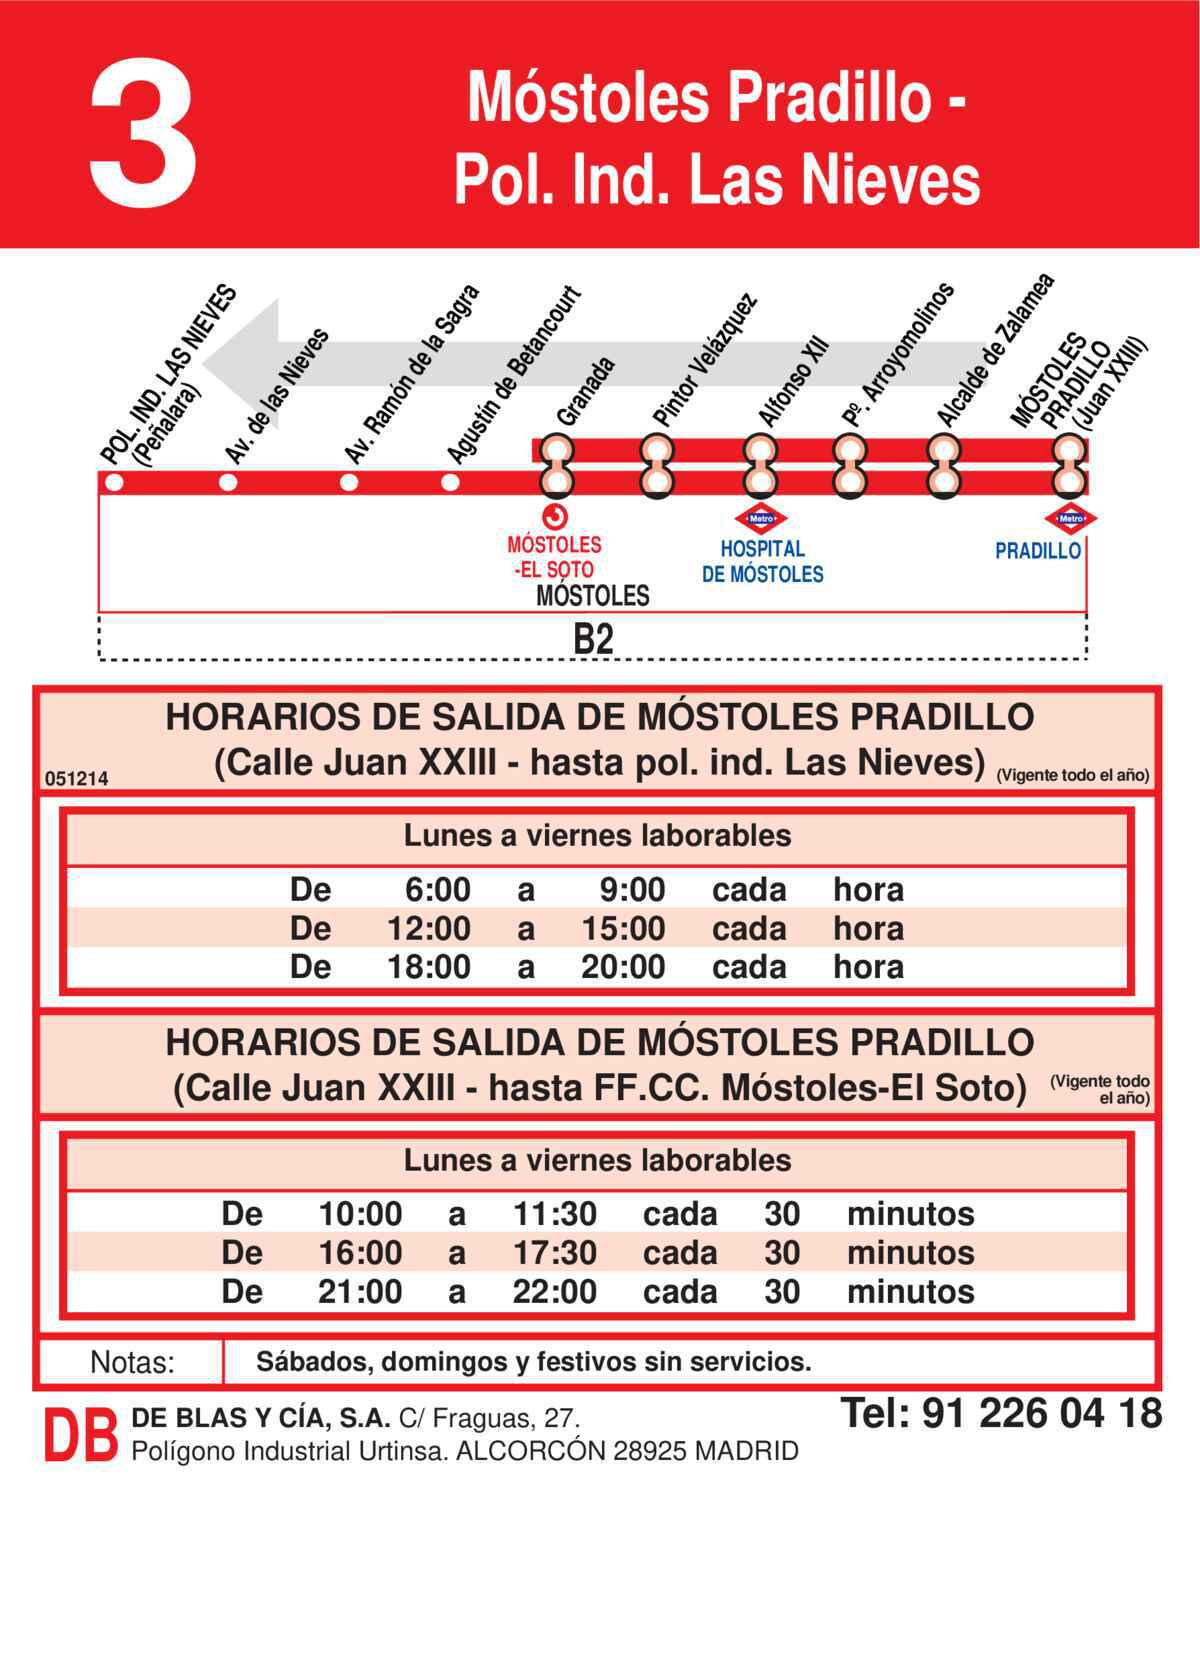 3
Móstoles Pradillo -
Pol. Ind. Las Nieves
POL. IND. LAS NIEVES
(Peñalara)
Av. de las Nieves
Av. Ramón de la Sagra
Agustín de Betancourt
Granada
Pintor Velázquez
Alfonso XII
Pº. Arroyomolinos
Alcalde de Zalamea
MÓSTOLES
PRADILLO
(Juan XXIII)
Metro
Metro
MÓSTOLES
-EL SOTO
HOSPITAL
DE MÓSTOLES
PRADILLO
MÓSTOLES
B2
HORARIOS DE SALIDA DE MÓSTOLES PRADILLO
(Calle Juan XXIII - hasta pol. ind. Las Nieves) (Vigente todo el año)
051214
Lunes a viernes laborables
De 6:00 a 9:00 cada hora
De 12:00 a 15:00 cada hora
De 18:00 a 20:00 cada hora
HORARIOS DE SALIDA DE MÓSTOLES PRADILLO
(Calle Juan XXIII - hasta FF.CC. Móstoles-El Soto) (Vigente todo
el año)
Lunes a viernes laborables
De 10:00 a 11:30 cada 30 minutos
De 16:00 a 17:30 cada 30 minutos
De 21:00 a 22:00 cada 30 minutos
Notas: Sábados, domingos y festivos sin servicios.
DB
DE BLAS Y CÍA, S.A. C/ Fraguas, 27.
Polígono Industrial Urtinsa. ALCORCÓN 28925 MADRID
Tel: 91 226 04 18